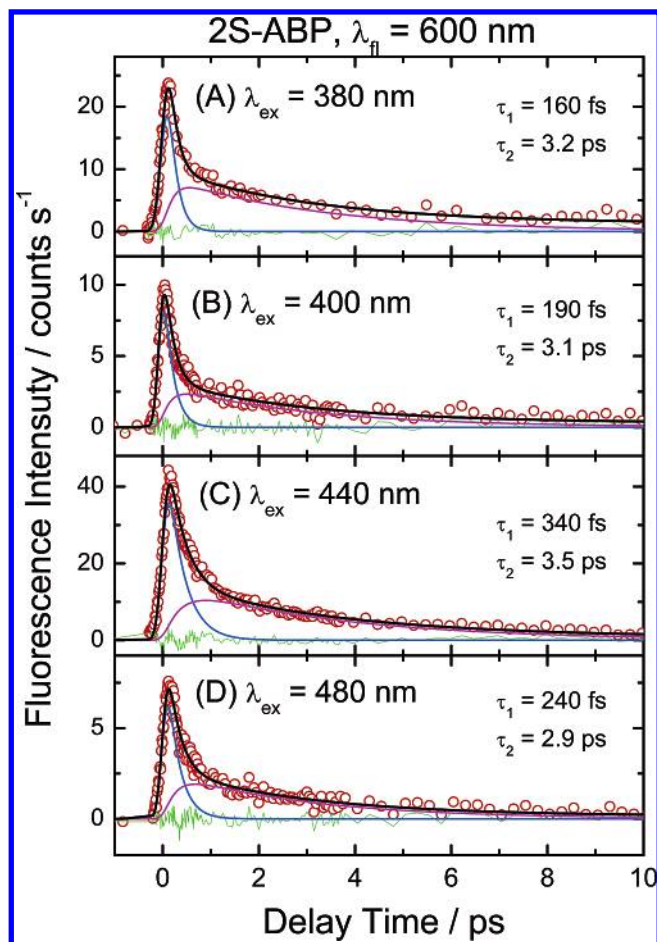 2S-ABP, λfl = 600 nm
(A) λex = 380 nm
τ1 = 160 fs
τ2 = 3.2 ps
20
10
0
(B) λex = 400 nm
τ1 = 190 fs
τ2 = 3.1 ps
10
5
0
(C) λex = 440 nm
τ1 = 340 fs
τ2 = 3.5 ps
40
20
0
(D) λex = 480 nm
τ1 = 240 fs
τ2 = 2.9 ps
5
0
0 2 4 6 8 10
Delay Time / ps
Fluorescence Intensuty / counts s-1